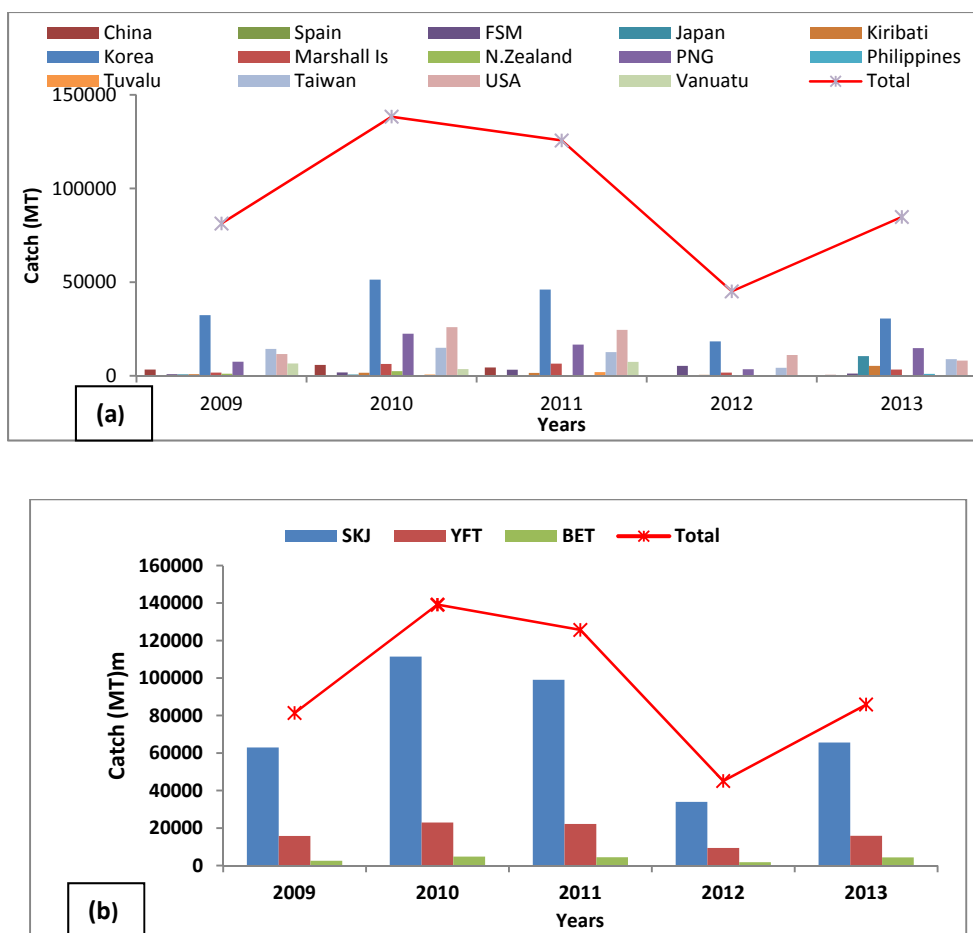 China Spain FSM Japan Kiribati
Korea Marshall Is N.Zealand PNG Philippines
Tuvalu Taiwan USA Vanuatu Total
150000
100000
50000
0
Catch (MT)
2009 2010 2011 2012 2013
Years
(a)
SKJ YFT BET Total
160000
140000
120000
100000
80000
60000
40000
20000
0
Catch (MT)m
2009 2010 2011 2012 2013
Years
(b)